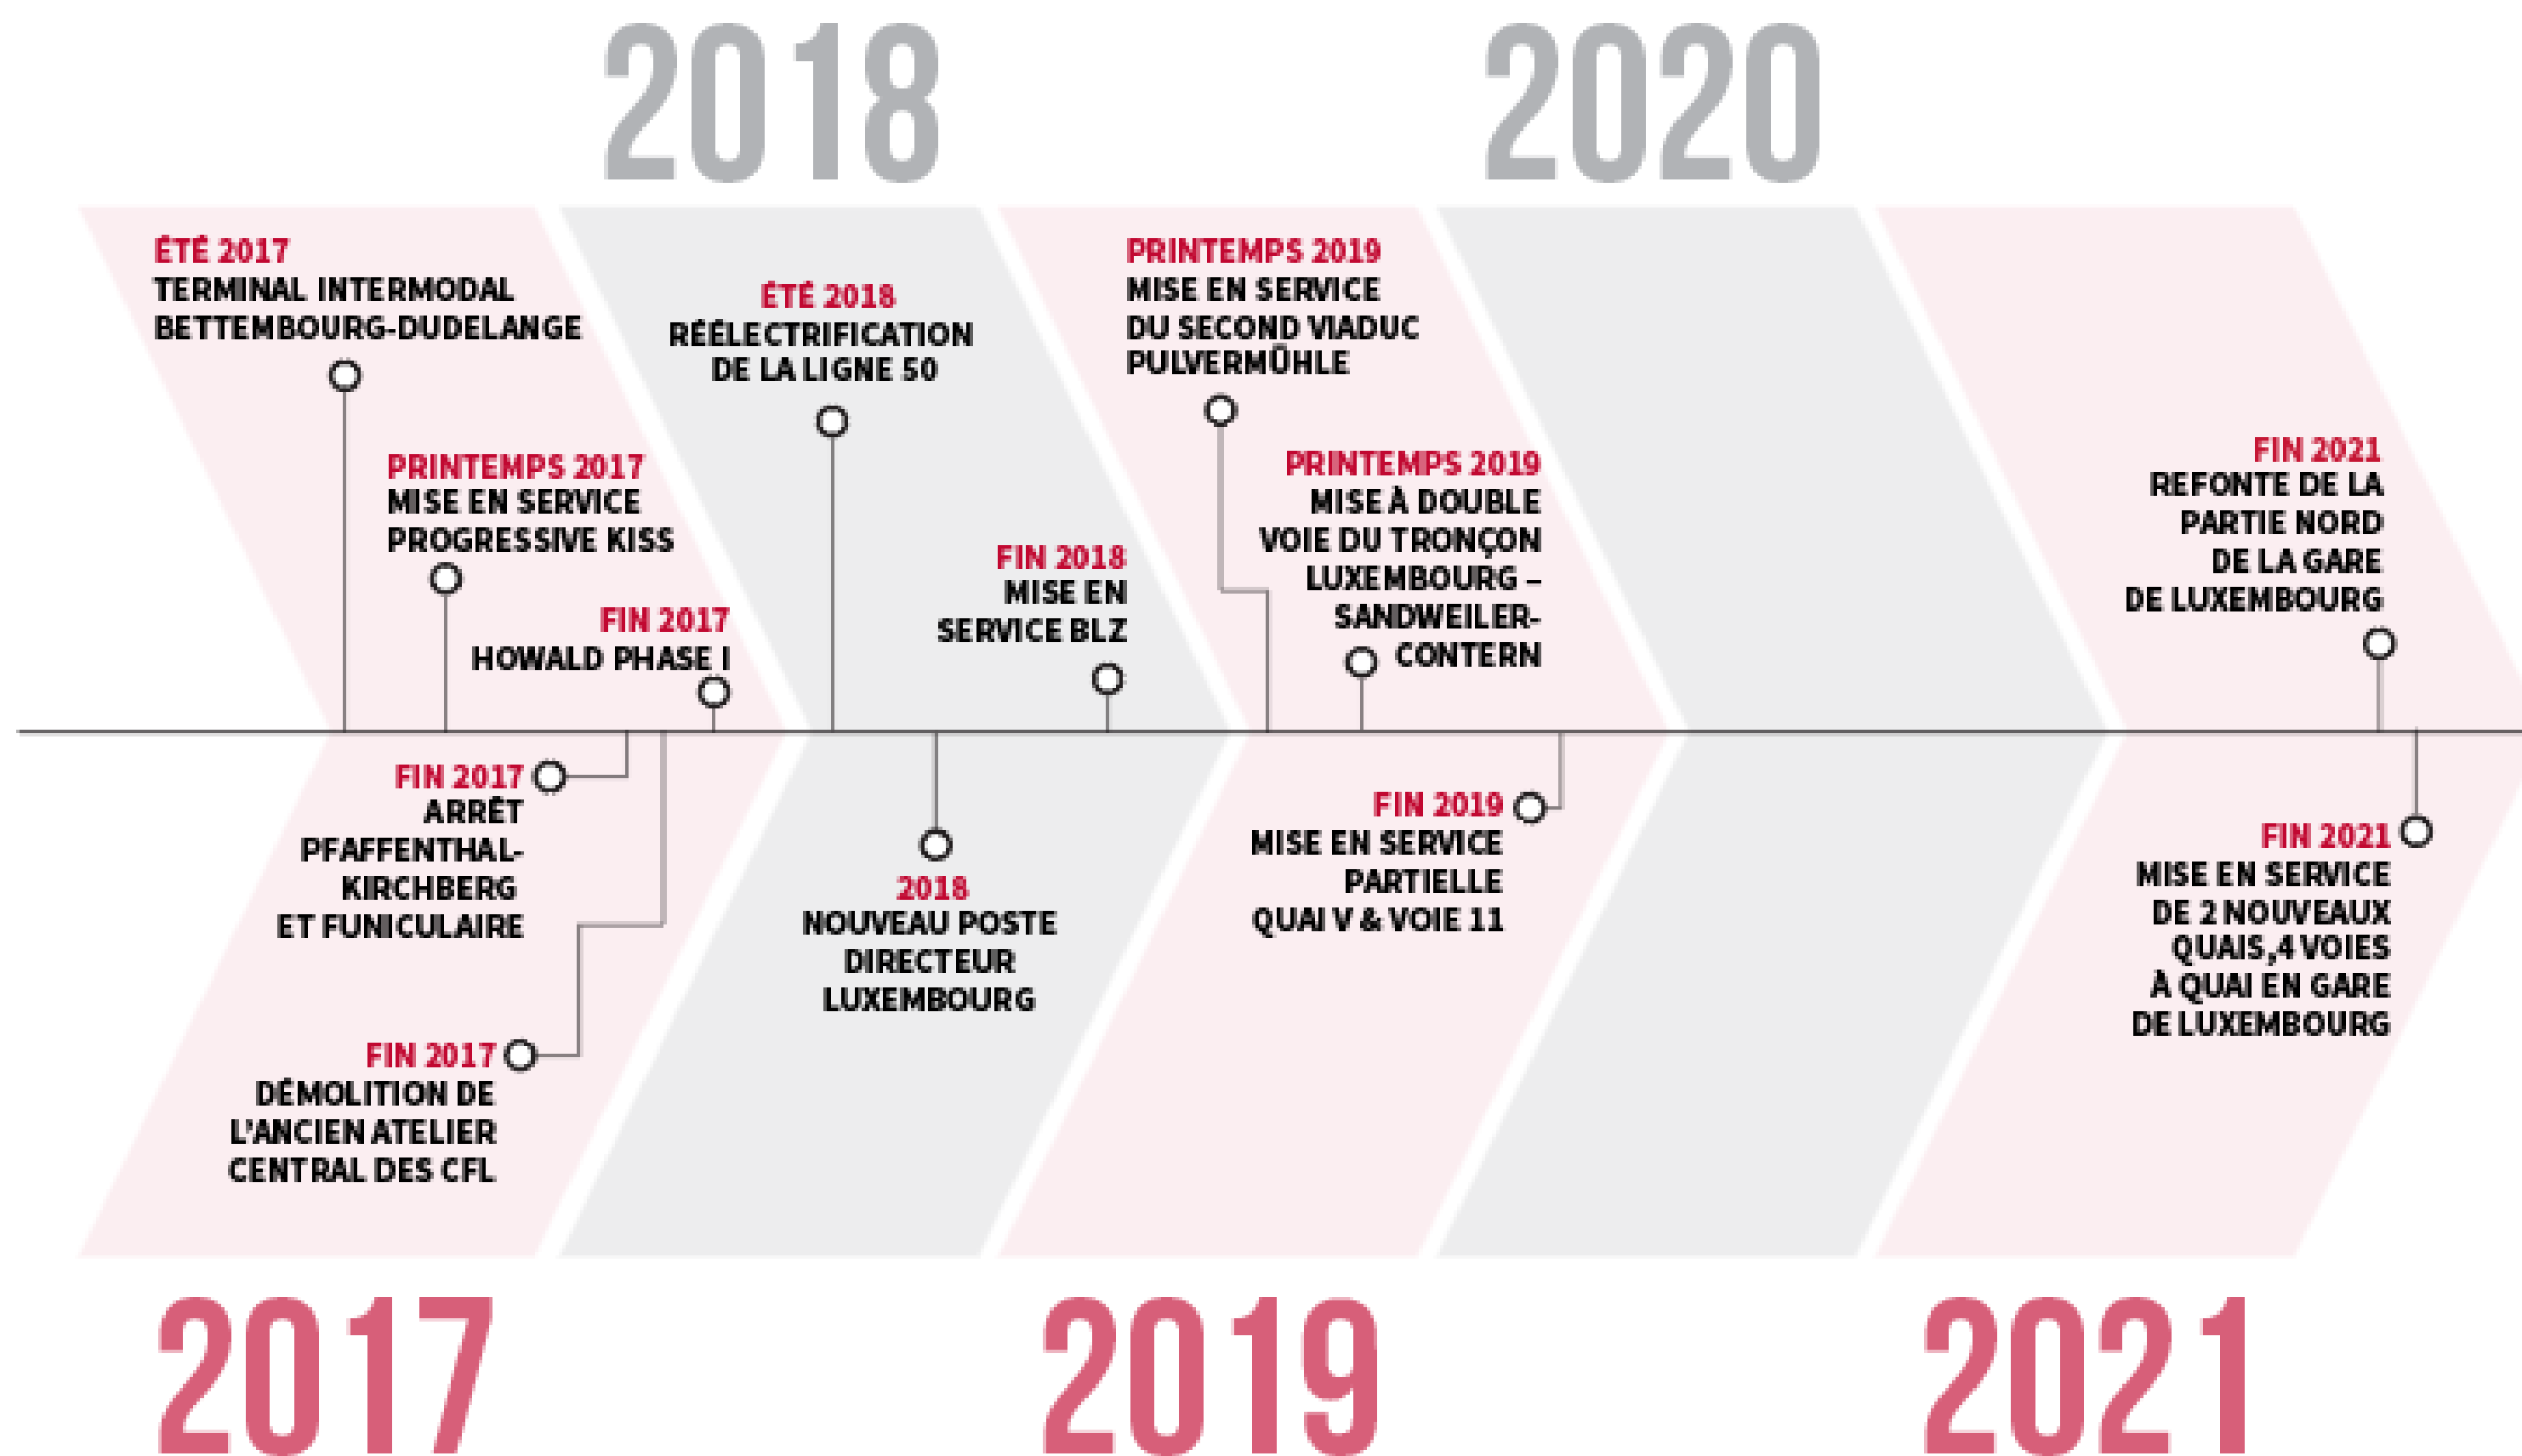 2018
2020
ÉTÉ 2017
TERMINAL INTERMODAL
BETTEMBOURG-DUDELANGE
PRINTEMPS 2017
MISE EN SERVICE
PROGRESSIVE KISS
FIN 2017
HOWALD PHASE I
ÉTÉ 2018
RÉÉLECTRIFICATION
DE LA LIGNE 50
FIN 2018
MISE EN
SERVICE BLZ
PRINTEMPS 2019
MISE EN SERVICE
DU SECOND VIADUC
PULVERMÜHLE
PRINTEMPS 2019
MISE À DOUBLE
VOIE DU TRONÇON
LUXEMBOURG –
SANDWEILER-
CONTERN
FIN 2021
REFONTE DE LA
PARTIE NORD
DE LA GARE
DE LUXEMBOURG
FIN 2017
ARRÊT
PFAFFENTHAL-
KIRCHBERG
ET FUNICULAIRE
FIN 2017
DÉMOLITION DE
L'ANCIEN ATELIER
CENTRAL DES CFL
2018
NOUVEAU POSTE
DIRECTEUR
LUXEMBOURG
FIN 2019
MISE EN SERVICE
PARTIELLE
QUAI V & VOIE 11
FIN 2021
MISE EN SERVICE
DE 2 NOUVEAUX
QUAIS,4 VOIES
À QUAI EN GARE
DE LUXEMBOURG
2017
2019
2021